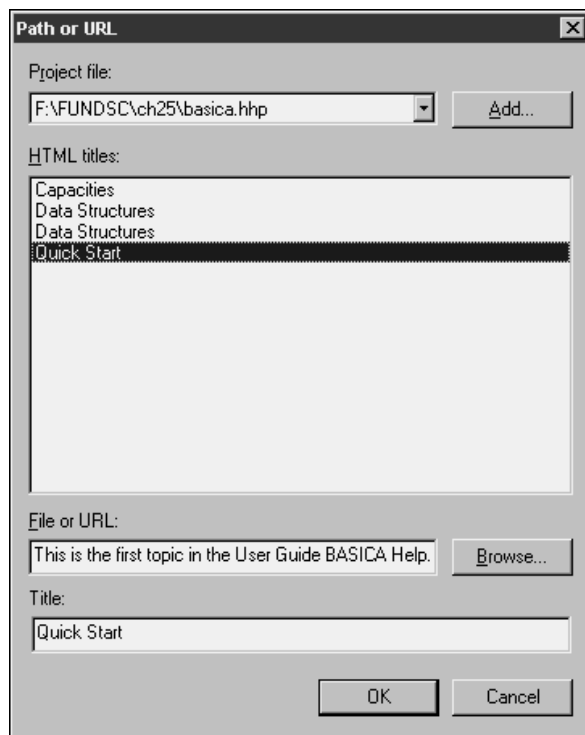 Path or URL
Project file:
F:\FUNDSC\ch25\basica.hhp
Add...
HTML titles:
Capacities
Data Structures
Data Structures
Quick Start
File or URL:
This is the first topic in the User Guide BASICA Help.
Browse...
Title:
Quick Start
OK
Cancel